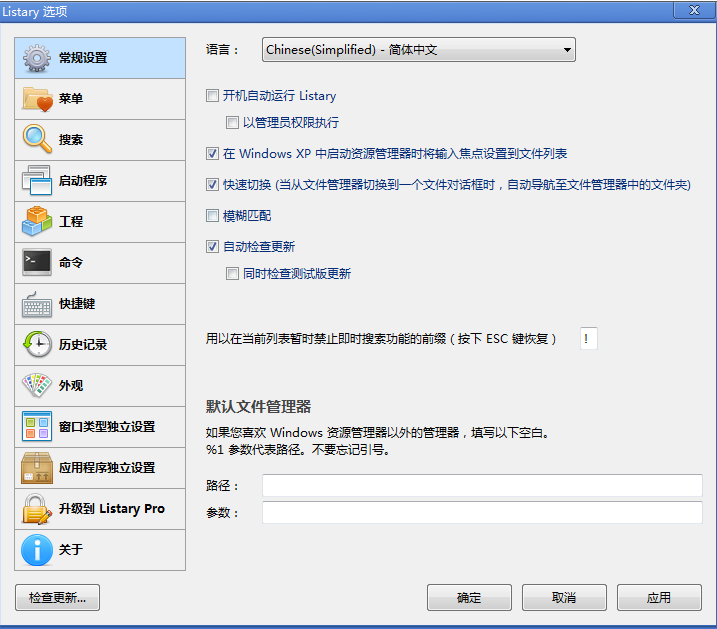 Listary 选项
常规设置
菜单
搜索
启动程序
工程
命令
快捷键
历史记录
外观
窗口类型独立设置
应用程序独立设置
升级到 Listary Pro
关于
语言：
Chinese(Simplified) - 简体中文
开机自动运行 Listary
以管理员权限执行
在 Windows XP 中启动资源管理器时将输入焦点设置到文件列表
快速切换 (当从文件管理器切换到一个文件对话框时，自动导航至文件管理器中的文件夹)
模糊匹配
自动检查更新
同时检查测试版更新
用以在当前列表暂时禁止即时搜索功能的前缀（按下 ESC 键恢复） !
默认文件管理器
如果您喜欢 Windows 资源管理器以外的管理器，填写以下空白。
%1 参数代表路径。不要忘记引号。
路径：
参数：
检查更新...
确定
取消
应用